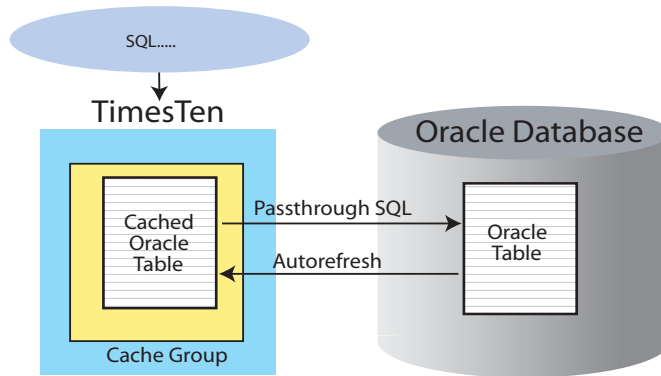 SQL.....
TimesTen
Oracle Database
Cached
Oracle
Table
Passthrough SQL
Autorefresh
Oracle
Table
Cache Group